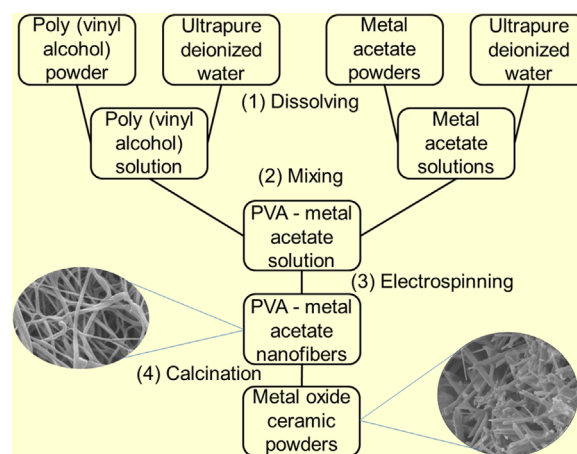 Poly (vinyl
alcohol)
powder
Ultrapure
deionized
water
Metal
acetate
powders
Ultrapure
deionized
water
(1) Dissolving
Poly (vinyl
alcohol)
solution
Metal
acetate
solutions
(2) Mixing
PVA - metal
acetate
solution
(3) Electrospinning
PVA - metal
acetate
nanofibers
(4) Calcination
Metal oxide
ceramic
powders